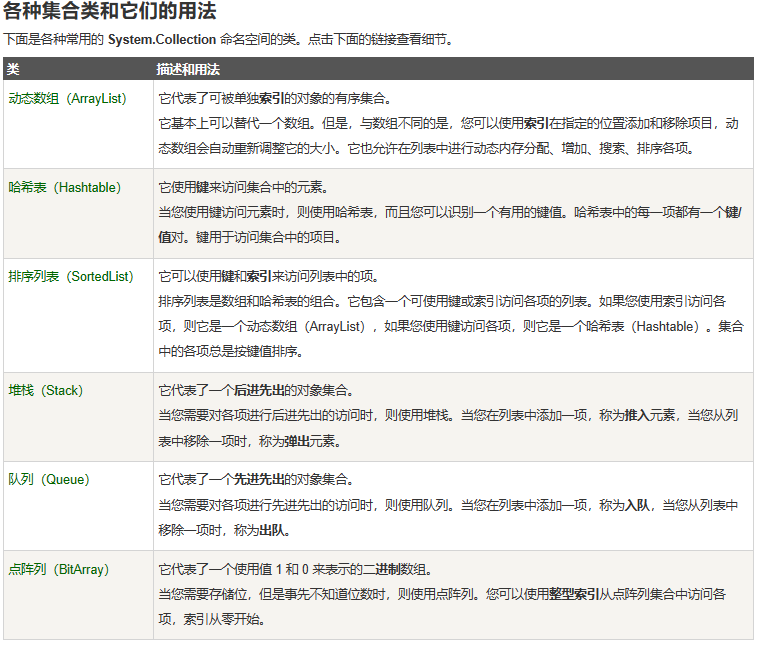 各种集合类和它们的用法
下面是各种常用的 System.Collection 命名空间的类。点击下面的链接查看细节。
类 描述和用法
动态数组（ArrayList） 它代表了可被单独索引的对象的有序集合。
它基本上可以替代一个数组。但是，与数组不同的是，您可以使用索引在指定的位置添加和移除项目，动
态数组会自动重新调整它的大小。它也允许在列表中进行动态内存分配、增加、搜索、排序各项。
哈希表（Hashtable） 它使用键来访问集合中的元素。
当您使用键访问元素时，则使用哈希表，而且您可以识别一个有用的键值。哈希表中的每一项都有一个键/
值对。键用于访问集合中的项目。
排序列表（SortedList） 它可以使用键和索引来访问列表中的项。
排序列表是数组和哈希表的组合。它包含一个可使用键或索引访问各项的列表。如果您使用索引访问各
项，则它是一个动态数组（ArrayList），如果您使用键访问各项，则它是一个哈希表（Hashtable）。集合
中的各项总是按键值排序。
堆栈（Stack） 它代表了一个后进先出的对象集合。
当您需要对各项进行后进先出的访问时，则使用堆栈。当您在列表中添加一项，称为推入元素，当您从列
表中移除一项时，称为弹出元素。
队列（Queue） 它代表了一个先进先出的对象集合。
当您需要对各项进行先进先出的访问时，则使用队列。当您在列表中添加一项，称为入队，当您从列表中
移除一项时，称为出队。
点阵列（BitArray） 它代表了一个使用值 1 和 0 来表示的二进制数组。
当您需要存储位，但是事先不知道位数时，则使用点阵列。您可以使用整型索引从点阵列集合中访问各
项，索引从零开始。